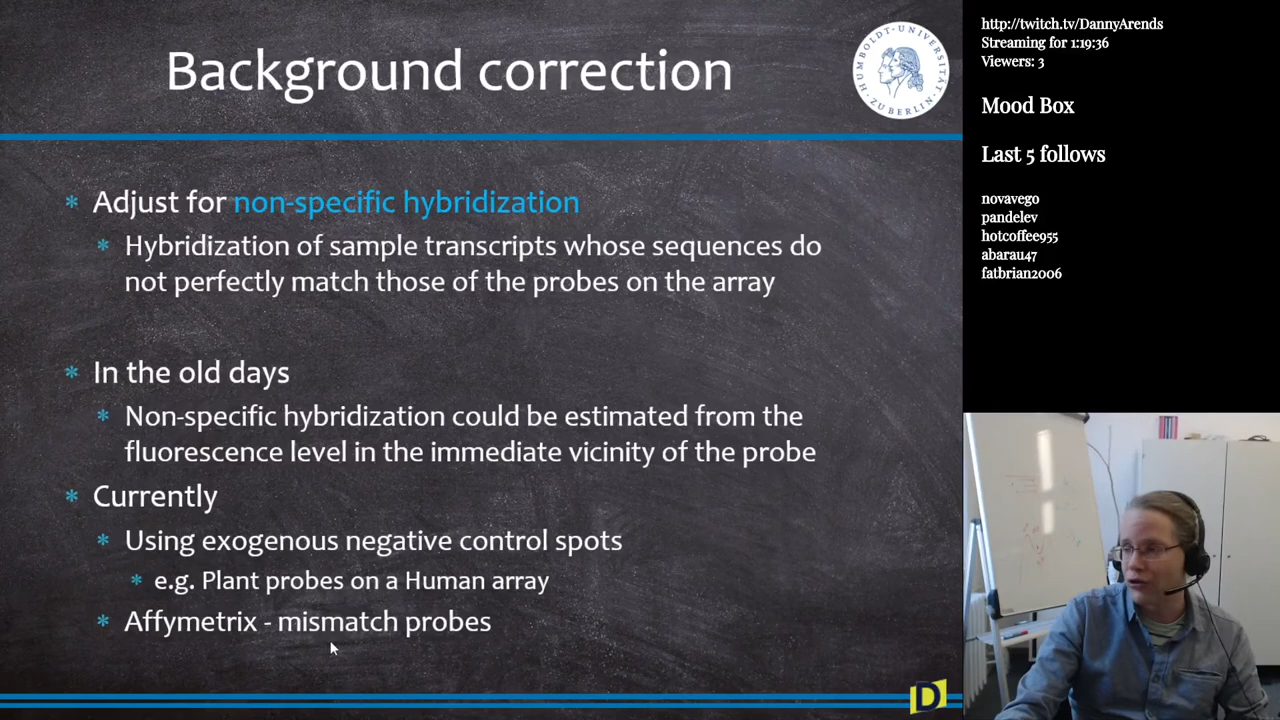 Background correction
HUMBOLDT-UNIVERSITÄT
ZU BERLIN
* Adjust for non-specific hybridization
* Hybridization of sample transcripts whose sequences do
not perfectly match those of the probes on the array
* In the old days
* Non-specific hybridization could be estimated from the
fluorescence level in the immediate vicinity of the probe
* Currently
* Using exogenous negative control spots
* e.g. Plant probes on a Human array
* Affymetrix - mismatch probes
D
http://twitch.tv/DannyArends
Streaming for 1:19:36
Viewers: 3
Mood Box
Last 5 follows
novavego
pandelev
hotcoffee955
abarau47
fatbrian2006